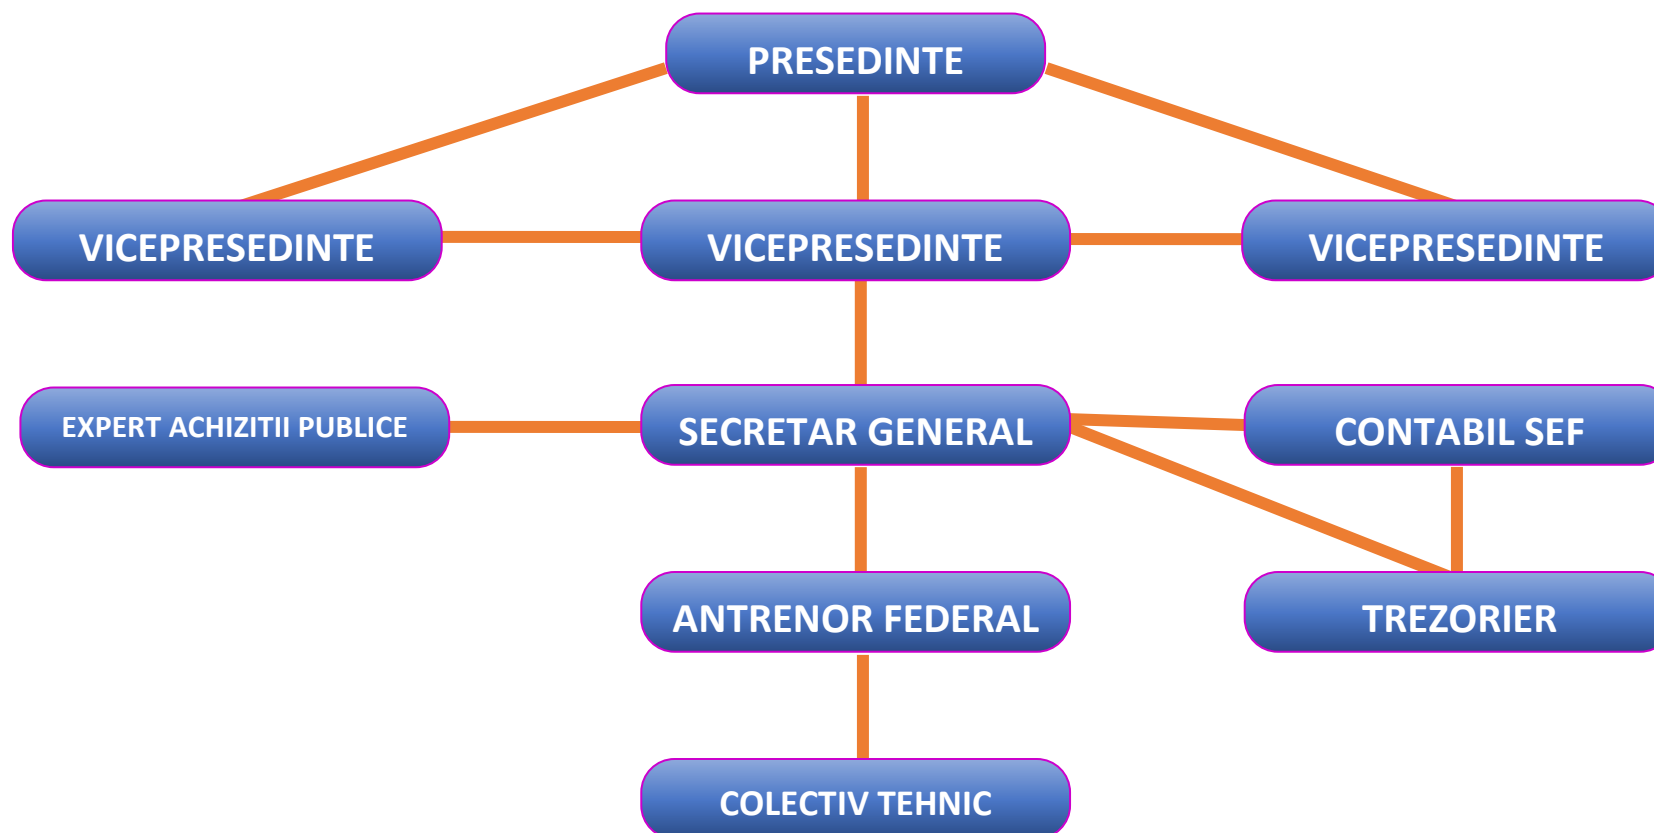 PRESEDINTE
VICEPRESEDINTE
VICEPRESEDINTE
VICEPRESEDINTE
EXPERT ACHIZITII PUBLICE
SECRETAR GENERAL
CONTABIL SEF
ANTRENOR FEDERAL
TREZORIER
COLECTIV TEHNIC